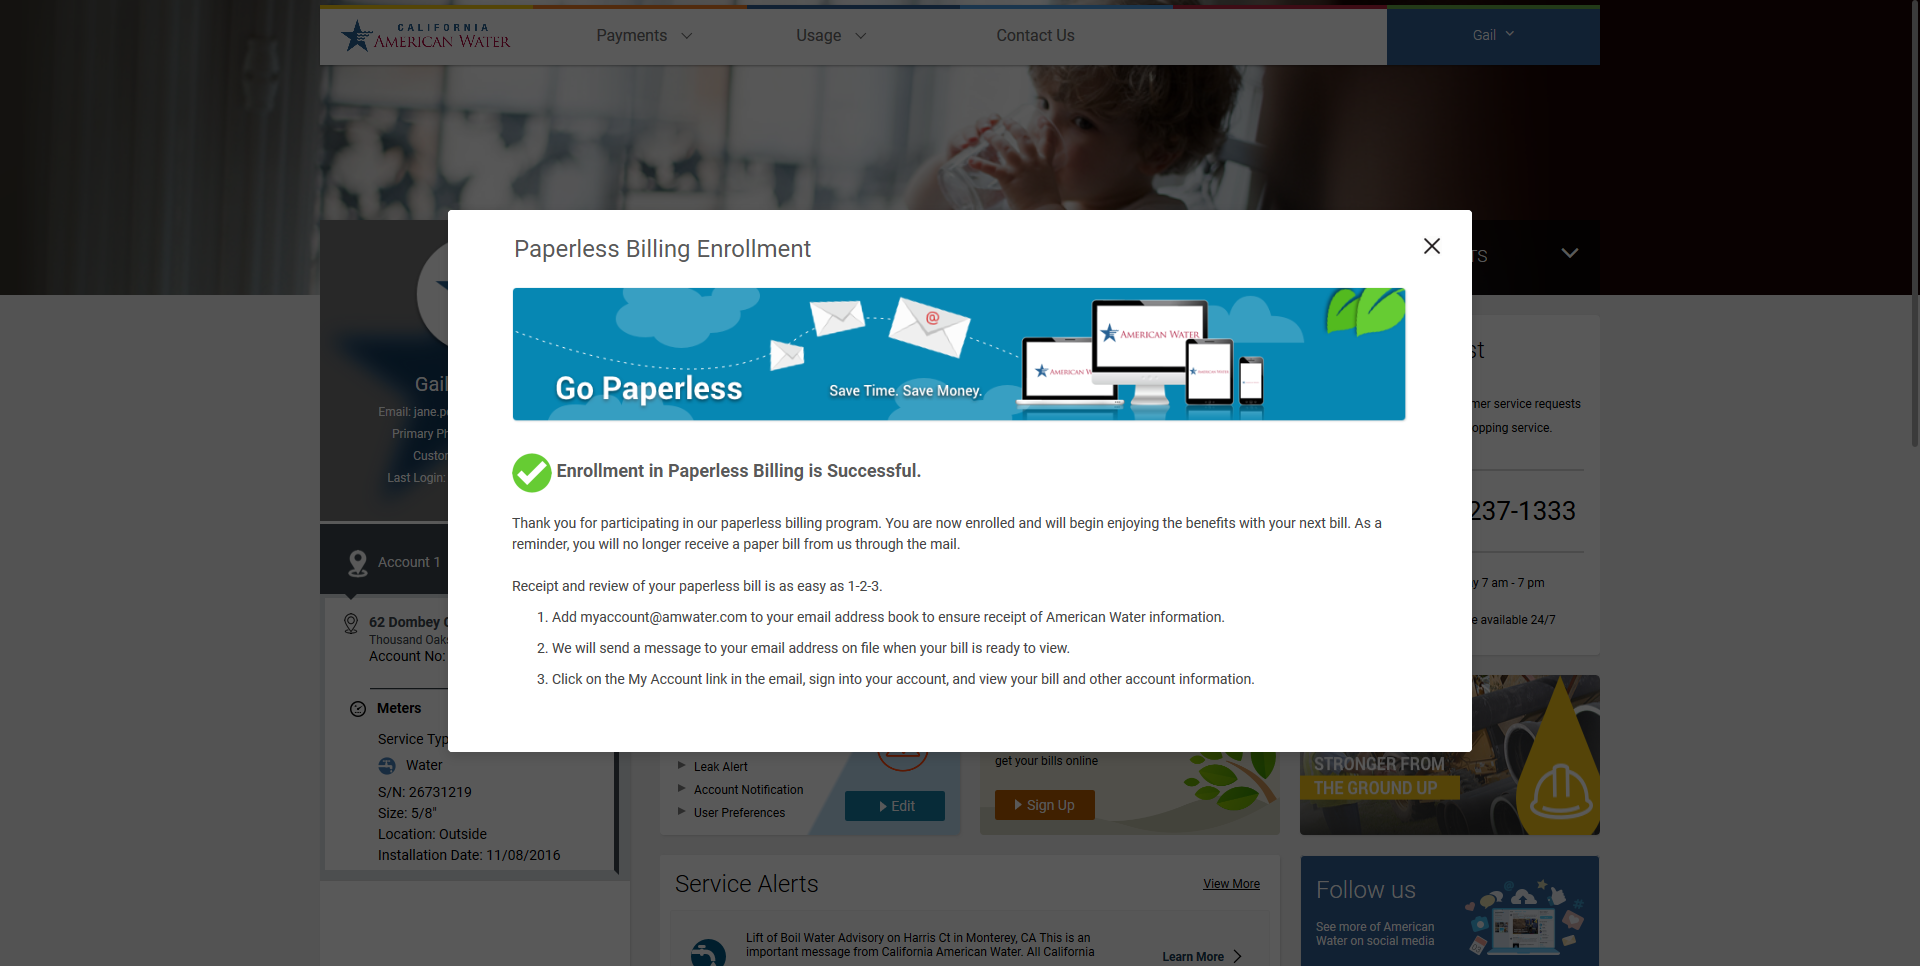 CALIFORNIA
AMERICAN WATER
Payments
Usage
Contact Us
Gail
TS
Paperless Billing Enrollment
@
AMERICAN WATER
AMERICAN W
AMERICAN WATER
Go Paperless
Save Time. Save Money.
Enrollment in Paperless Billing is Successful.
Thank you for participating in our paperless billing program. You are now enrolled and will begin enjoying the benefits with your next bill. As a
reminder, you will no longer receive a paper bill from us through the mail.
Receipt and review of your paperless bill is as easy as 1-2-3.
1. Add myaccount@amwater.com to your email address book to ensure receipt of American Water information.
2. We will send a message to your email address on file when your bill is ready to view.
3. Click on the My Account link in the email, sign into your account, and view your bill and other account information.
Gail
Email: jane.p
Primary Ph
Custo
Last Login:
Account 1
62 Dombey
Thousand Oak
Account No:
Meters
Service Typ
Water
S/N: 26731219
Size: 5/8"
Location: Outside
Installation Date: 11/08/2016
st
mer service requests
opping service.
237-1333
y 7 am - 7 pm
e available 24/7
Leak Alert
Account Notification
User Preferences
Edit
get your bills online
Sign Up
STRONGER FROM
THE GROUND UP
Service Alerts
View More
Lift of Boil Water Advisory on Harris Ct in Monterey, CA This is an
important message from California American Water. All California
Learn More
Follow us
See more of American
Water on social media